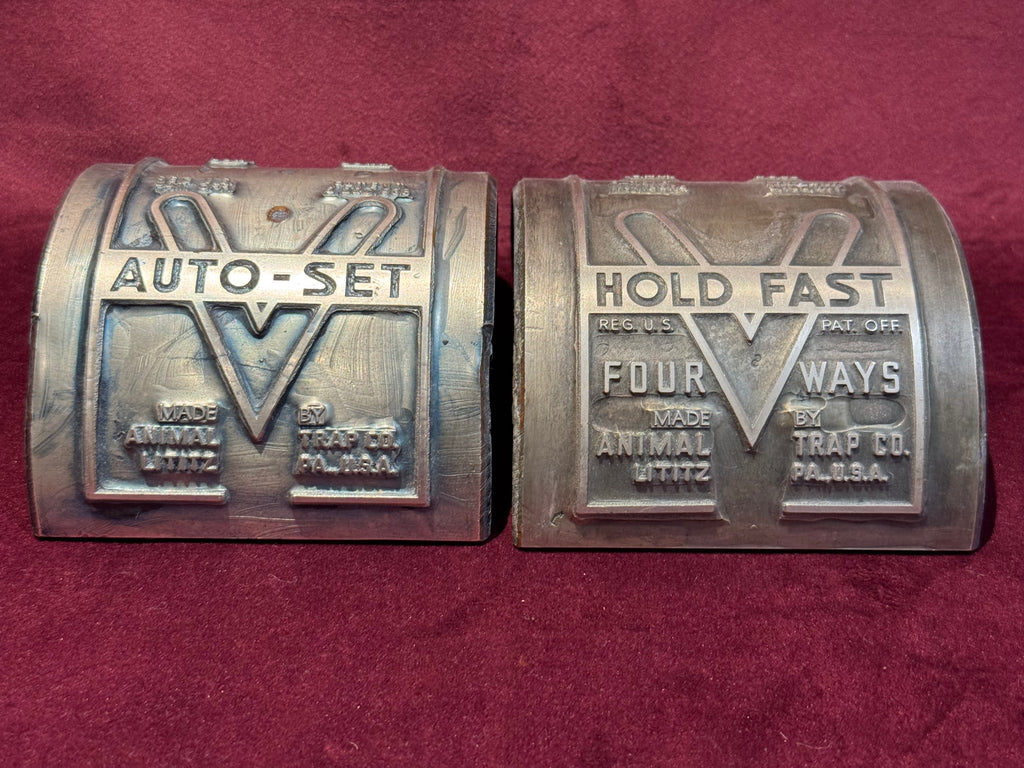 AUTO-SET
MADE BY
ANIMAL TRAP CO.
LITITZ PA., U.S.A.
HOLD FAST
REG. U.S. PAT. OFF.
FOUR WAYS
MADE BY
ANIMAL TRAP CO.
LITITZ PA., U.S.A.